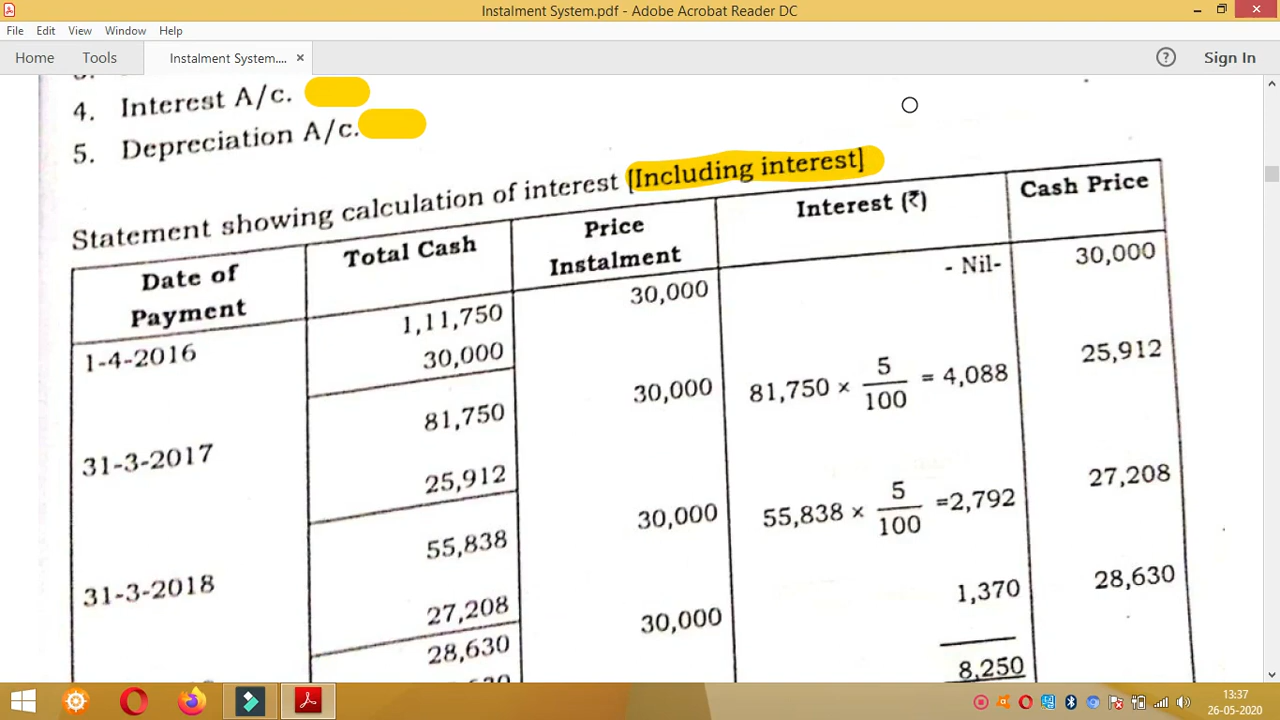 Instalment System.pdf - Adobe Acrobat Reader DC
File Edit View Window Help
Home Tools Instalment System.... × ? Sign In
4. Interest A/c.
5. Depreciation A/c.
Statement showing calculation of interest [Including interest]
Date of Payment Total Cash Price Instalment Interest (₹) Cash Price
1-4-2016 1,11,750 30,000 - Nil- 30,000
30,000
81,750 30,000 81,750 × 5/100 = 4,088 25,912
31-3-2017
25,912
55,838 30,000 55,838 × 5/100 =2,792 27,208
31-3-2018
27,208 30,000 1,370 28,630
28,630 8,250
13:37
26-05-2020